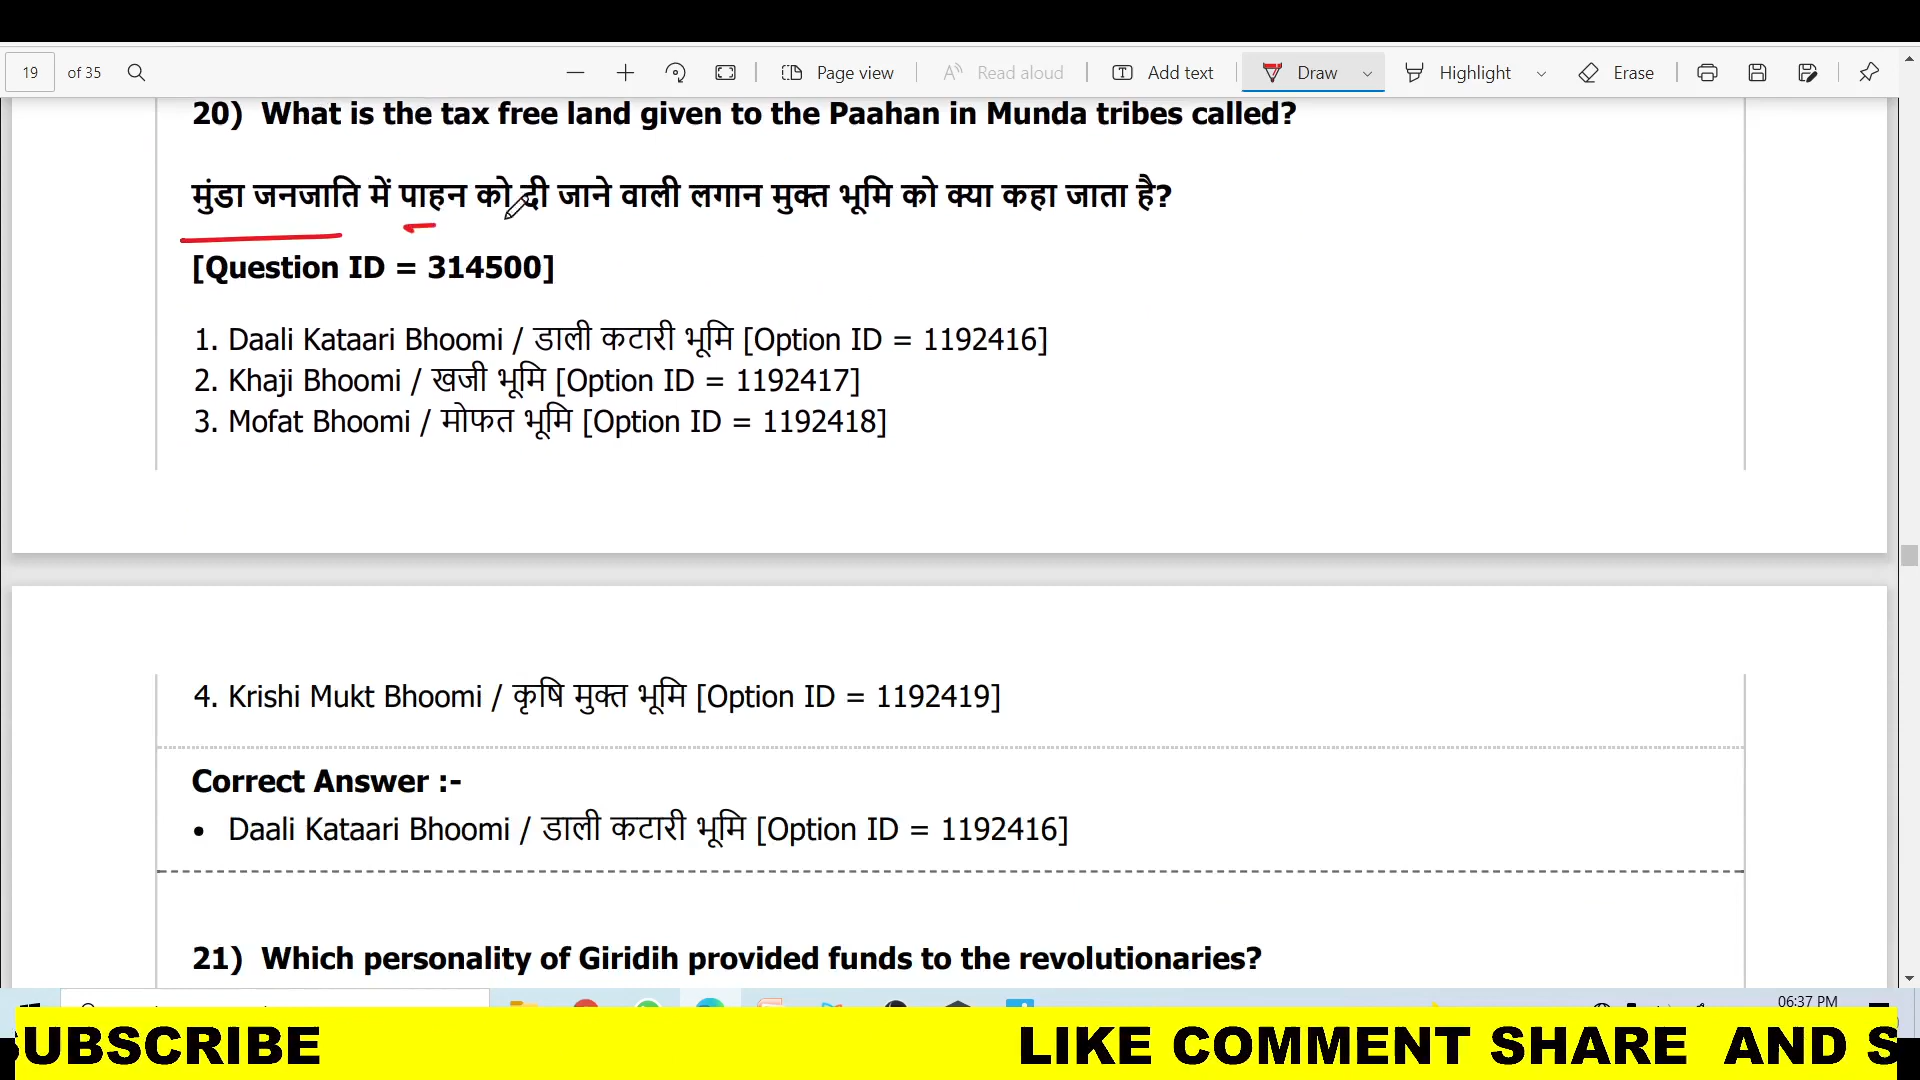 19 of 35 Page view Read aloud Add text Draw Highlight Erase
20) What is the tax free land given to the Paahan in Munda tribes called?
मुंडा जनजाति में पाहन को दी जाने वाली लगान मुक्त भूमि को क्या कहा जाता है?
[Question ID = 314500]
1. Daali Kataari Bhoomi / डाली कटारी भूमि [Option ID = 1192416]
2. Khaji Bhoomi / खजी भूमि [Option ID = 1192417]
3. Mofat Bhoomi / मोफत भूमि [Option ID = 1192418]
4. Krishi Mukt Bhoomi / कृषि मुक्त भूमि [Option ID = 1192419]
Correct Answer :-
• Daali Kataari Bhoomi / डाली कटारी भूमि [Option ID = 1192416]
21) Which personality of Giridih provided funds to the revolutionaries?
06:37 PM
SUBSCRIBE LIKE COMMENT SHARE AND S